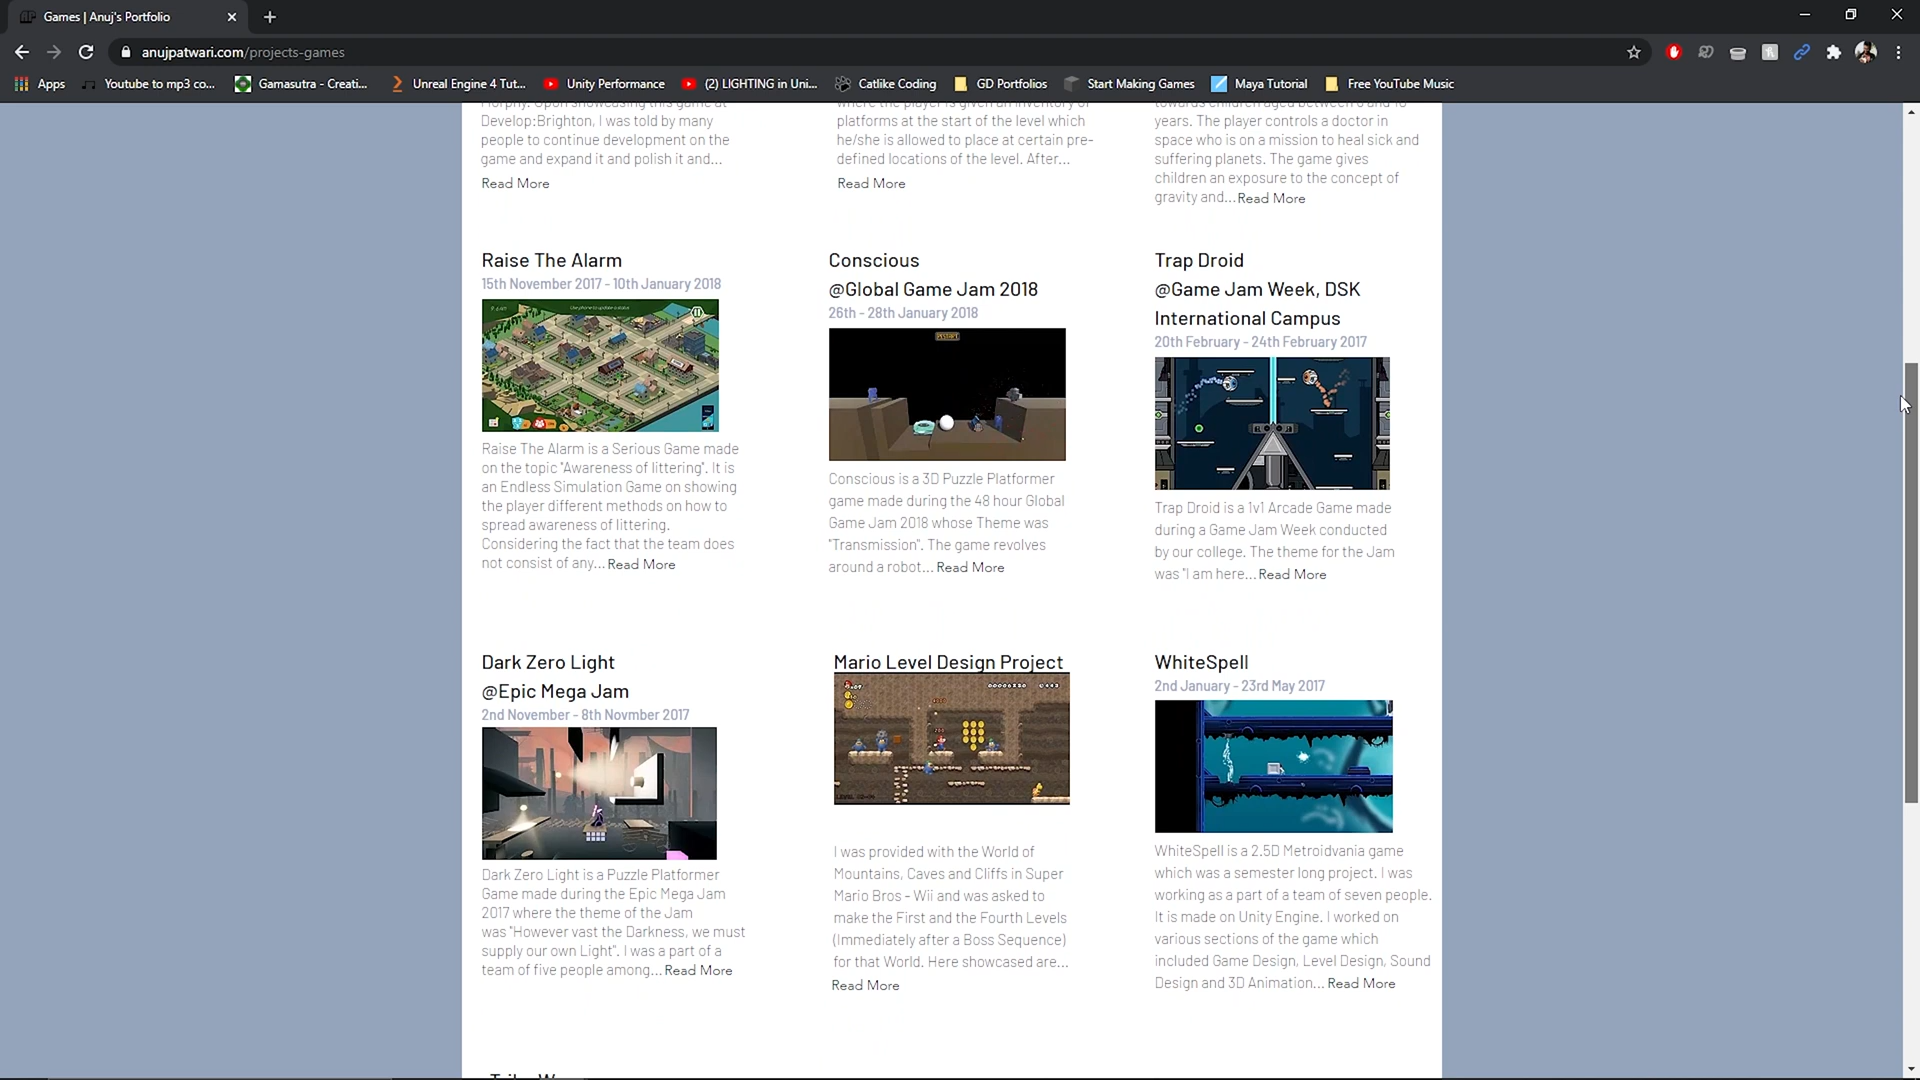 Games | Anuj's Portfolio
anujpatwari.com/projects-games
Apps
Youtube to mp3 co...
Gamasutra - Creati...
Unreal Engine 4 Tut...
Unity Performance
(2) LIGHTING in Uni...
Catlike Coding
GD Portfolios
Start Making Games
Maya Tutorial
Free YouTube Music
Develop:Brighton, I was told by many
people to continue development on the
game and expand it and polish it and...
Read More
where the player is given an inventory of
platforms at the start of the level which
he/she is allowed to place at certain pre-
defined locations of the level. After...
Read More
towards children aged between
years. The player controls a doctor in
space who is on a mission to heal sick and
suffering planets. The game gives
children an exposure to the concept of
gravity and...Read More
Raise The Alarm
15th November 2017 - 10th January 2018
Raise The Alarm is a Serious Game made
on the topic "Awareness of littering". It is
an Endless Simulation Game on showing
the player different methods on how to
spread awareness of littering.
Considering the fact that the team does
not consist of any...Read More
Conscious
@Global Game Jam 2018
26th - 28th January 2018
Conscious is a 3D Puzzle Platformer
game made during the 48 hour Global
Game Jam 2018 whose Theme was
"Transmission". The game revolves
around a robot...Read More
Trap Droid
@Game Jam Week, DSK
International Campus
20th February - 24th February 2017
Trap Droid is a 1v1 Arcade Game made
during a Game Jam Week conducted
by our college. The theme for the Jam
was "I am here...Read More
Dark Zero Light
@Epic Mega Jam
2nd November - 8th Novmber 2017
Dark Zero Light is a Puzzle Platformer
Game made during the Epic Mega Jam
2017 where the theme of the Jam
was "However vast the Darkness, we must
supply our own Light". I was a part of a
team of five people among...Read More
Mario Level Design Project
I was provided with the World of
Mountains, Caves and Cliffs in Super
Mario Bros - Wii and was asked to
make the First and the Fourth Levels
(Immediately after a Boss Sequence)
for that World. Here showcased are...
Read More
WhiteSpell
2nd January - 23rd May 2017
WhiteSpell is a 2.5D Metroidvania game
which was a semester long project. I was
working as a part of a team of seven people.
It is made on Unity Engine. I worked on
various sections of the game which
included Game Design, Level Design, Sound
Design and 3D Animation...Read More